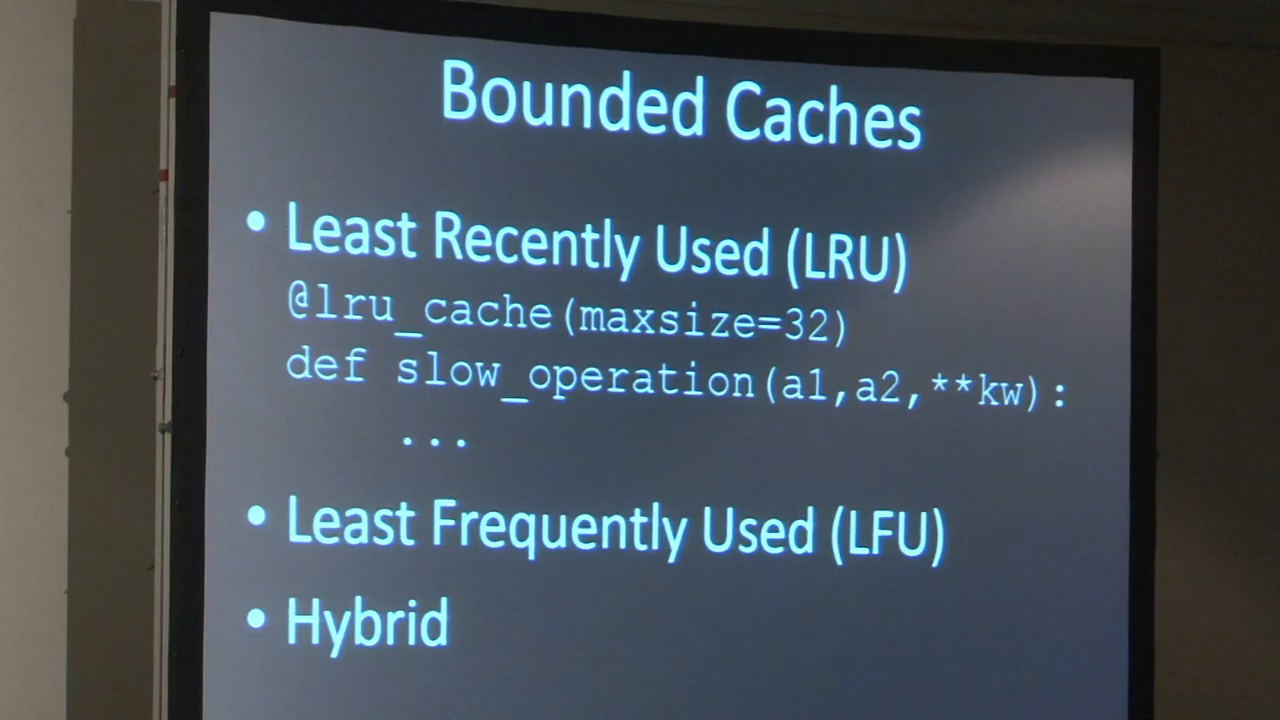 Bounded Caches
• Least Recently Used (LRU)
@lru_cache(maxsize=32)
def slow_operation(a1,a2,**kw):
...
• Least Frequently Used (LFU)
• Hybrid